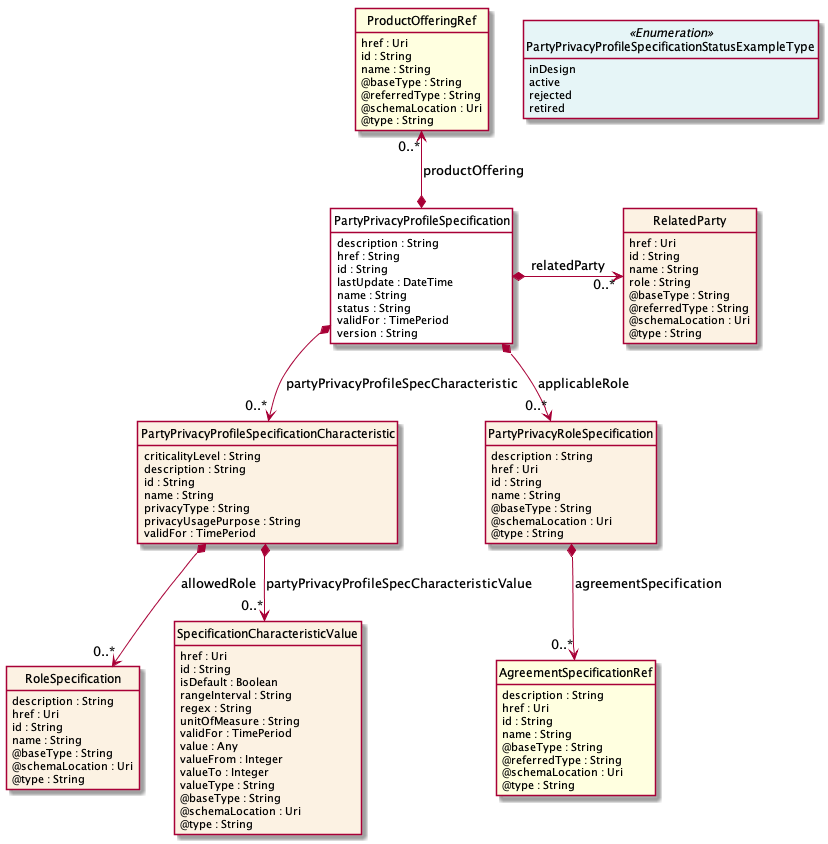 ProductOfferingRef
href : Uri
id : String
name : String
@baseType : String
@referredType : String
@schemaLocation : Uri
@type : String
«Enumeration»
PartyPrivacyProfileSpecificationStatusExampleType
inDesign
active
rejected
retired
0..*
productOffering
PartyPrivacyProfileSpecification
description : String
href : String
id : String
lastUpdate : DateTime
name : String
status : String
validFor : TimePeriod
version : String
relatedParty
0..*
RelatedParty
href : Uri
id : String
name : String
role : String
@baseType : String
@referredType : String
@schemaLocation : Uri
@type : String
partyPrivacyProfileSpecCharacteristic
0..*
applicableRole
0..*
PartyPrivacyProfileSpecificationCharacteristic
criticalityLevel : String
description : String
id : String
name : String
privacyType : String
privacyUsagePurpose : String
validFor : TimePeriod
PartyPrivacyRoleSpecification
description : String
href : Uri
id : String
name : String
@baseType : String
@schemaLocation : Uri
@type : String
allowedRole
0..*
partyPrivacyProfileSpecCharacteristicValue
0..*
agreementSpecification
0..*
RoleSpecification
description : String
href : Uri
id : String
name : String
@baseType : String
@schemaLocation : Uri
@type : String
SpecificationCharacteristicValue
href : Uri
id : String
isDefault : Boolean
rangeInterval : String
regex : String
unitOfMeasure : String
validFor : TimePeriod
value : Any
valueFrom : Integer
valueTo : Integer
valueType : String
@baseType : String
@schemaLocation : Uri
@type : String
AgreementSpecificationRef
description : String
href : Uri
id : String
name : String
@baseType : String
@referredType : String
@schemaLocation : Uri
@type : String